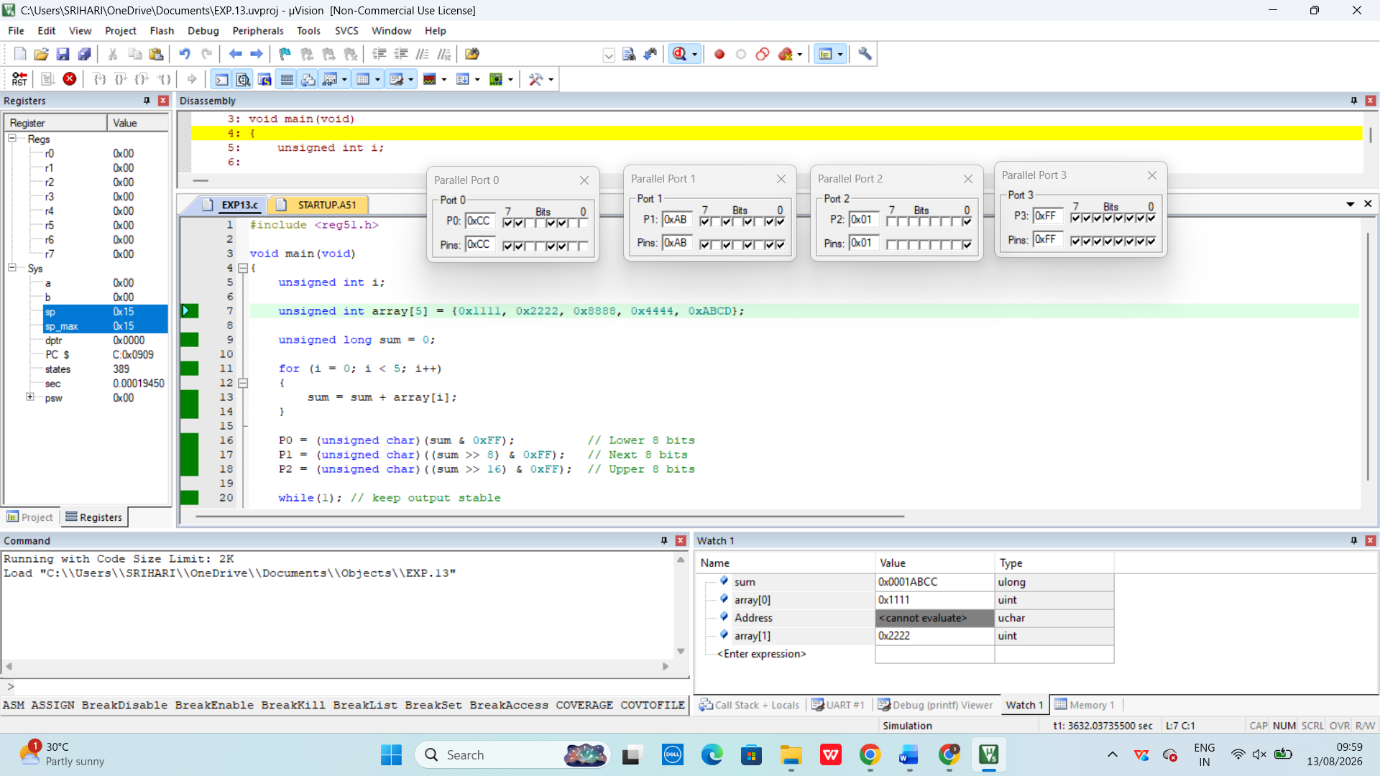 C:\Users\SRIHARI\OneDrive\Documents\EXP.13.uvproj - µVision [Non-Commercial Use License]
File Edit View Project Flash Debug Peripherals Tools SVCS Window Help
RST
Registers
Register Value
Regs
r0 0x00
r1 0x00
r2 0x00
r3 0x00
r4 0x00
r5 0x00
r6 0x00
r7 0x00
Sys
a 0x00
b 0x00
sp 0x15
sp_max 0x15
dptr 0x0000
PC $ C:0x0909
states 389
sec 0.00019450
psw 0x00
Project Registers
Disassembly
3: void main(void)
4: {
5: unsigned int i;
6:
Parallel Port 0
Port 0
7 Bits 0
P0: 0xCC
Pins: 0xCC
Parallel Port 1
Port 1
7 Bits 0
P1: 0xAB
Pins: 0xAB
Parallel Port 2
Port 2
7 Bits 0
P2: 0x01
Pins: 0x01
Parallel Port 3
Port 3
7 Bits 0
P3: 0xFF
Pins: 0xFF
EXP13.c STARTUP.A51
1 #include <reg51.h>
2
3 void main(void)
4 {
5 unsigned int i;
6
7 unsigned int array[5] = {0x1111, 0x2222, 0x8888, 0x4444, 0xABCD};
8
9 unsigned long sum = 0;
10
11 for (i = 0; i < 5; i++)
12 {
13 sum = sum + array[i];
14 }
15
16 P0 = (unsigned char)(sum & 0xFF); // Lower 8 bits
17 P1 = (unsigned char)((sum >> 8) & 0xFF); // Next 8 bits
18 P2 = (unsigned char)((sum >> 16) & 0xFF); // Upper 8 bits
19
20 while(1); // keep output stable
Command
Running with Code Size Limit: 2K
Load "C:\\Users\\SRIHARI\\OneDrive\\Documents\\Objects\\EXP.13"
>
ASM ASSIGN BreakDisable BreakEnable BreakKill BreakList BreakSet BreakAccess COVERAGE COVTOFILE
Watch 1
Name Value Type
sum 0x0001ABCC ulong
array[0] 0x1111 uint
Address <cannot evaluate> uchar
array[1] 0x2222 uint
<Enter expression>
Call Stack + Locals UART #1 Debug (printf) Viewer Watch 1 Memory 1
Simulation t1: 3632.03735500 sec L:7 C:1 CAP NUM SCRL OVR R/W
1
30°C
Partly sunny
Search
DELL
ENG
IN
09:59
13/08/2026